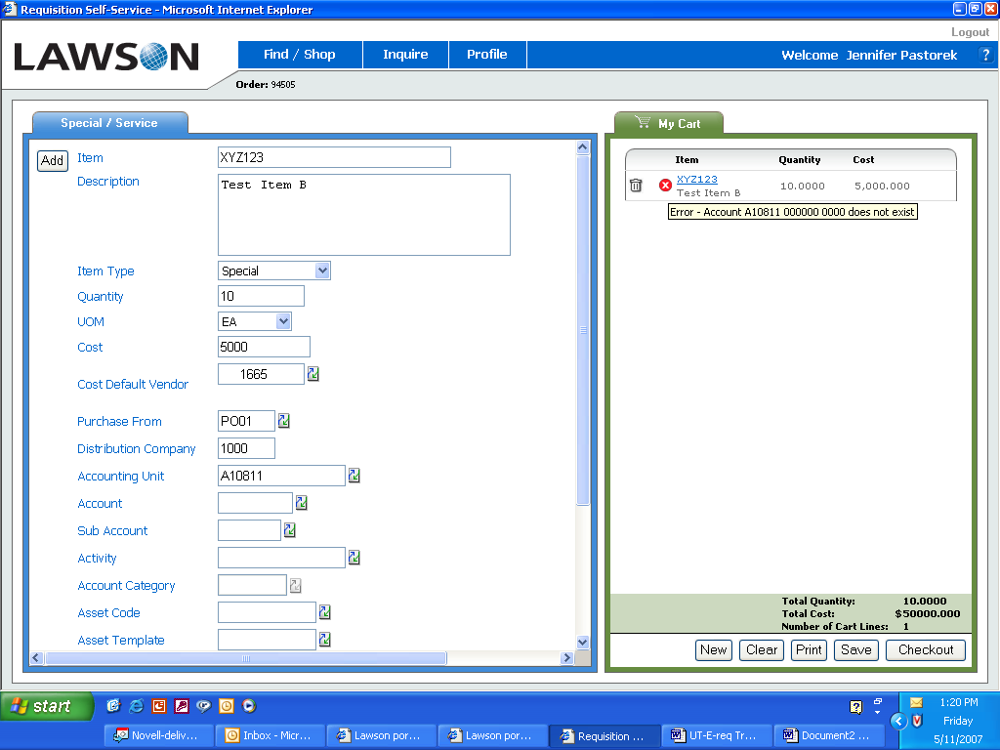 Requisition Self-Service - Microsoft Internet Explorer
Logout
LAWSON
Find / Shop Inquire Profile Welcome Jennifer Pastorek ?
Order: 94505
Special / Service
Add
Item XYZ123
Description Test Item B
Item Type Special
Quantity 10
UOM EA
Cost 5000
Cost Default Vendor 1665
Purchase From PO01
Distribution Company 1000
Accounting Unit A10811
Account
Sub Account
Activity
Account Category
Asset Code
Asset Template
My Cart
Item Quantity Cost
XYZ123 10.0000 5,000.000
Test Item B
Error - Account A10811 000000 0000 does not exist
Total Quantity: 10.0000
Total Cost: $50000.000
Number of Cart Lines: 1
New Clear Print Save Checkout
start
1:20 PM
Friday
5/11/2007
Novell-deliv... Inbox - Micr... Lawson por... Lawson por... Requisition ... UT-E-req Tr... Document2 ...